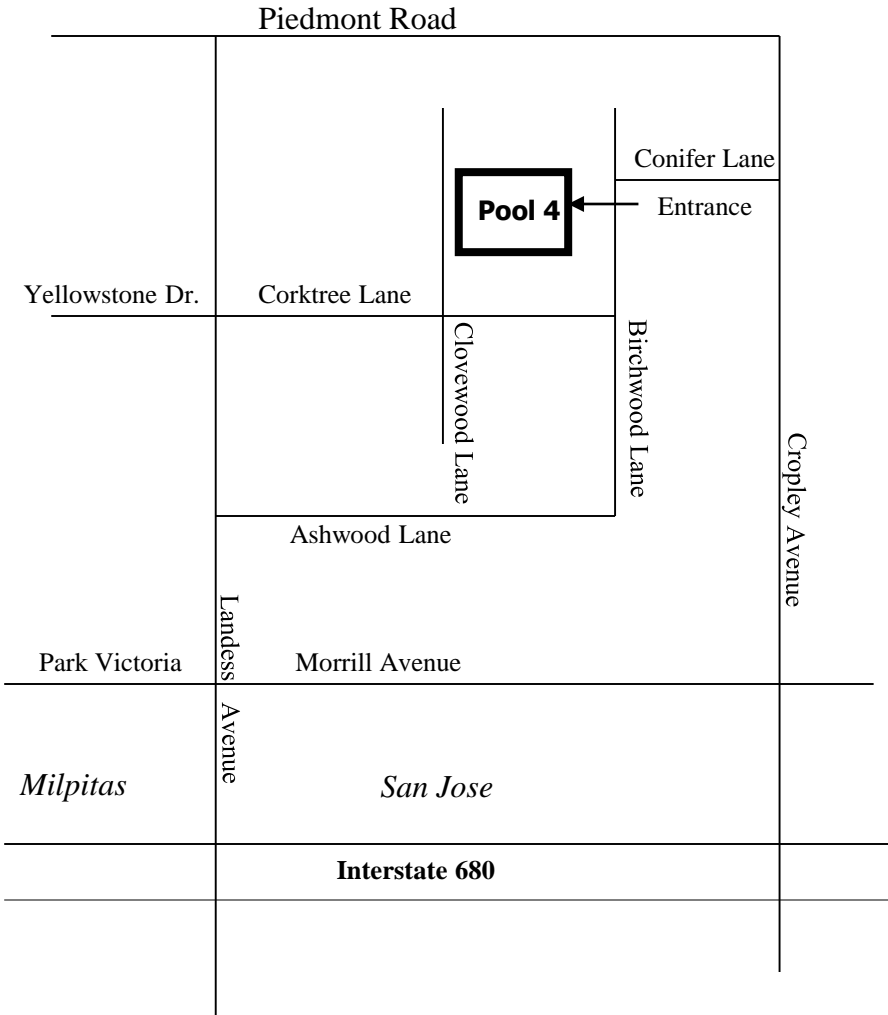 Piedmont Road
Conifer Lane
Pool 4
Entrance
Yellowstone Dr.
Corktree Lane
Clovewood Lane
Birchwood Lane
Cropley Avenue
Ashwood Lane
Landess Avenue
Park Victoria
Morrill Avenue
Milpitas
San Jose
Interstate 680